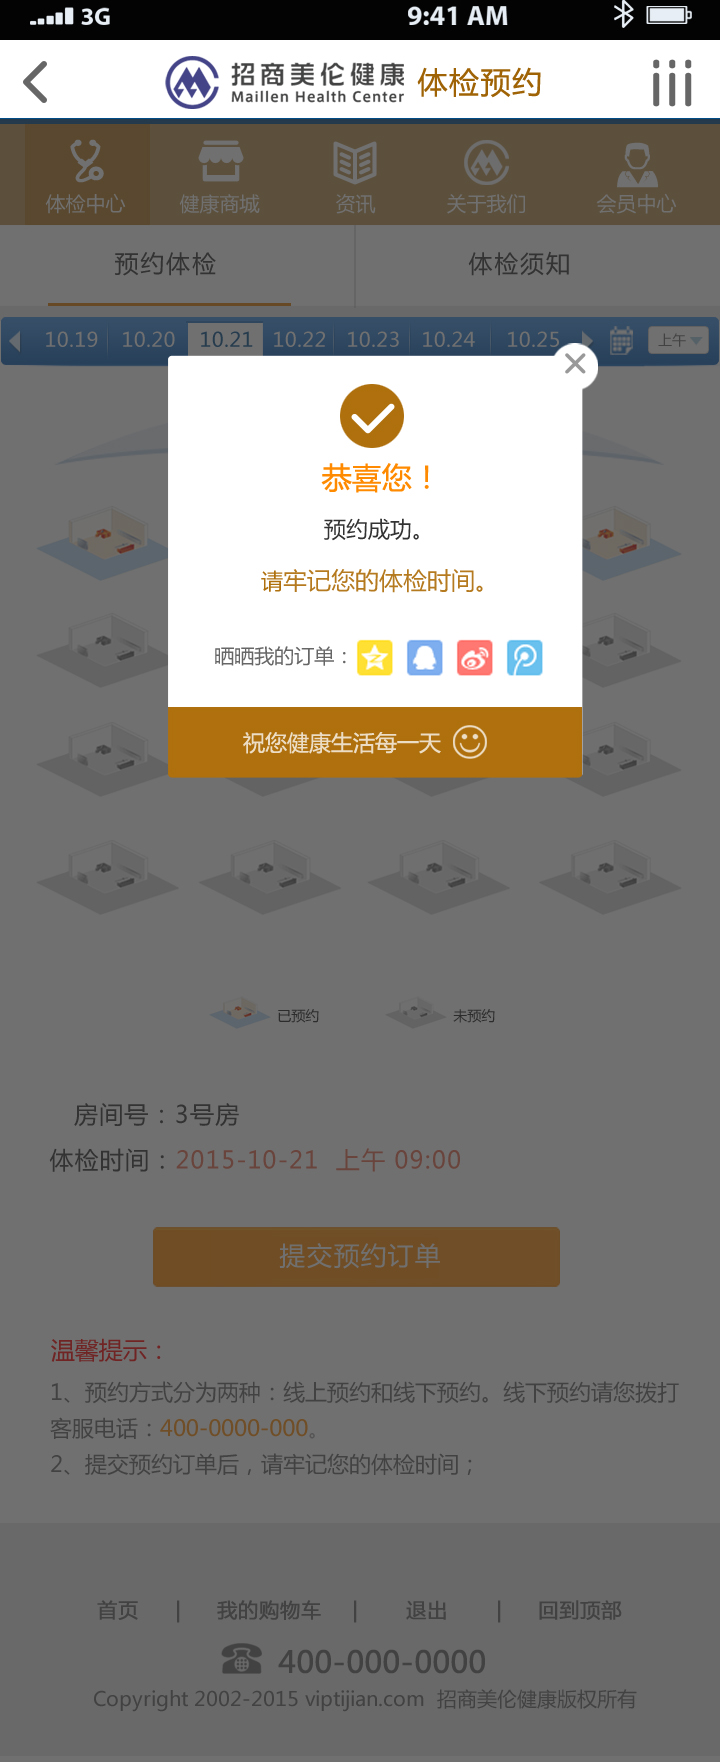 3G 9:41 AM
招商美伦健康 体检预约
Maillen Health Center
体检中心 健康商城 资讯 关于我们 会员中心
预约体检 体检须知
10.19 10.20 10.21 10.22 10.23 10.24 10.25 上午
恭喜您！
预约成功。
请牢记您的体检时间。
晒晒我的订单：
祝您健康生活每一天
已预约 未预约
房间号：3号房
体检时间：2015-10-21 上午 09:00
提交预约订单
温馨提示：
1、预约方式分为两种：线上预约和线下预约。线下预约请您拨打
客服电话：400-0000-000。
2、提交预约订单后，请牢记您的体检时间；
首页 | 我的购物车 | 退出 | 回到顶部
400-000-0000
Copyright 2002-2015 viptijian.com 招商美伦健康版权所有